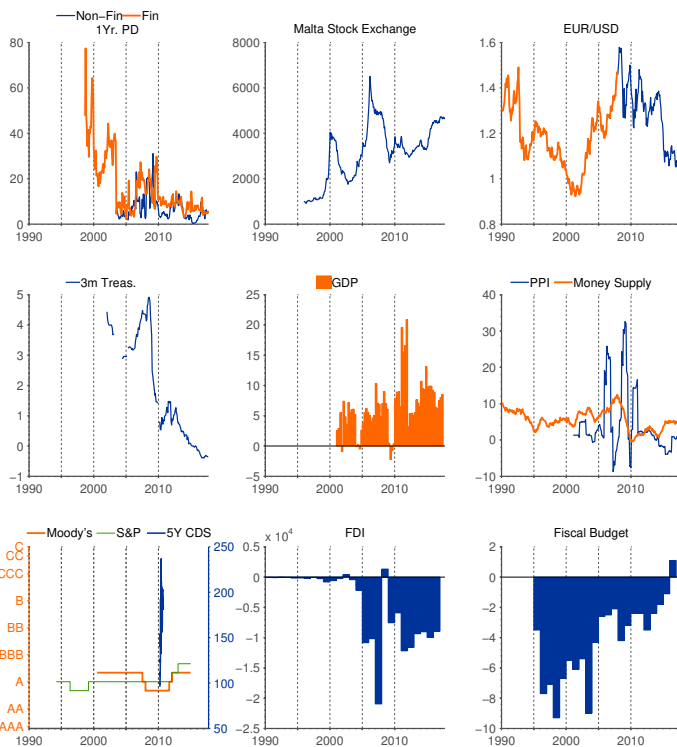 Non−Fin Fin
1Yr. PD
80
60
40
20
0
1990 2000 2010
Malta Stock Exchange
8000
6000
4000
2000
0
1990 2000 2010
EUR/USD
1.6
1.4
1.2
1
0.8
1990 2000 2010
3m Treas.
5
4
3
2
1
0
−1
1990 2000 2010
GDP
25
20
15
10
5
0
−5
1990 2000 2010
PPI Money Supply
40
30
20
10
0
−10
1990 2000 2010
Moody's S&P 5Y CDS
C
CC
CCC
B
BB
BBB
A
AA
AAA
250
200
150
100
50
1990 2000 2010
FDI
x 10^4
0.5
0
−0.5
−1
−1.5
−2
−2.5
1990 2000 2010
Fiscal Budget
2
0
−2
−4
−6
−8
−10
1990 2000 2010